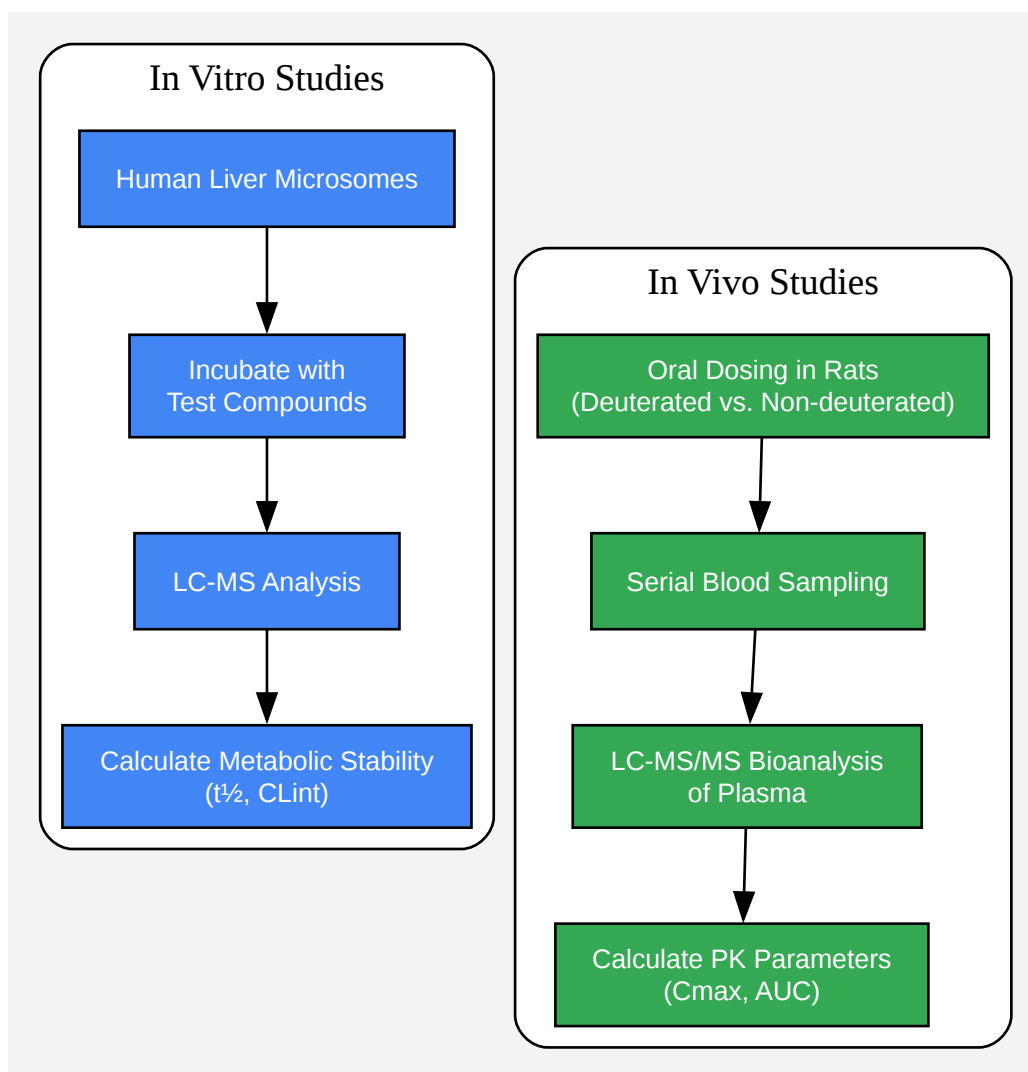 In Vitro Studies
Human Liver Microsomes
Incubate with
Test Compounds
LC-MS Analysis
Calculate Metabolic Stability
(t½, CLint)
In Vivo Studies
Oral Dosing in Rats
(Deuterated vs. Non-deuterated)
Serial Blood Sampling
LC-MS/MS Bioanalysis
of Plasma
Calculate PK Parameters
(Cmax, AUC)